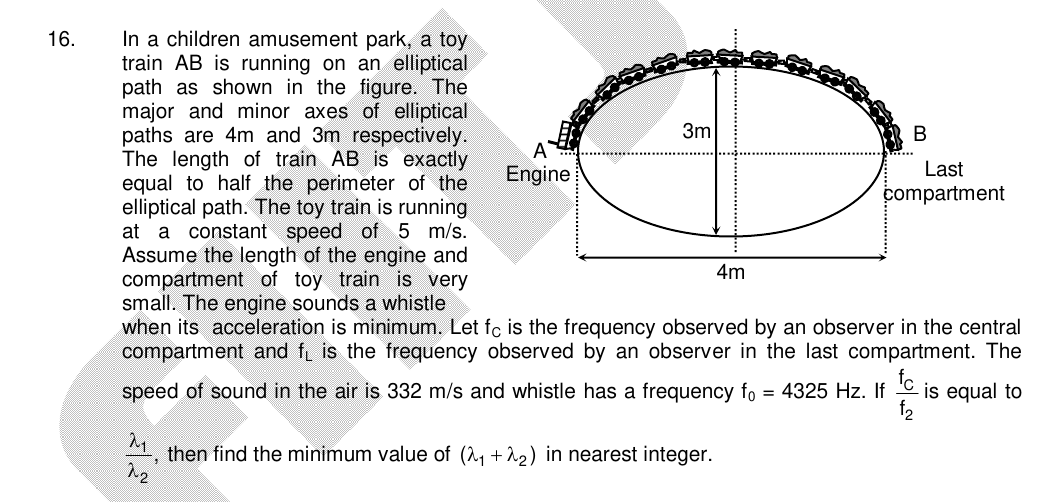 16. In a children amusement park, a toy
train AB is running on an elliptical
path as shown in the figure. The
major and minor axes of elliptical
paths are 4m and 3m respectively.
The length of train AB is exactly
equal to half the perimeter of the
elliptical path. The toy train is running
at a constant speed of 5 m/s.
Assume the length of the engine and
compartment of toy train is very
small. The engine sounds a whistle
3m
A
Engine
B
Last
compartment
4m
when its acceleration is minimum. Let f_C is the frequency observed by an observer in the central
compartment and f_L is the frequency observed by an observer in the last compartment. The
speed of sound in the air is 332 m/s and whistle has a frequency f_0 = 4325 Hz. If f_C/f_2 is equal to
λ_1/λ_2, then find the minimum value of (λ_1 + λ_2) in nearest integer.